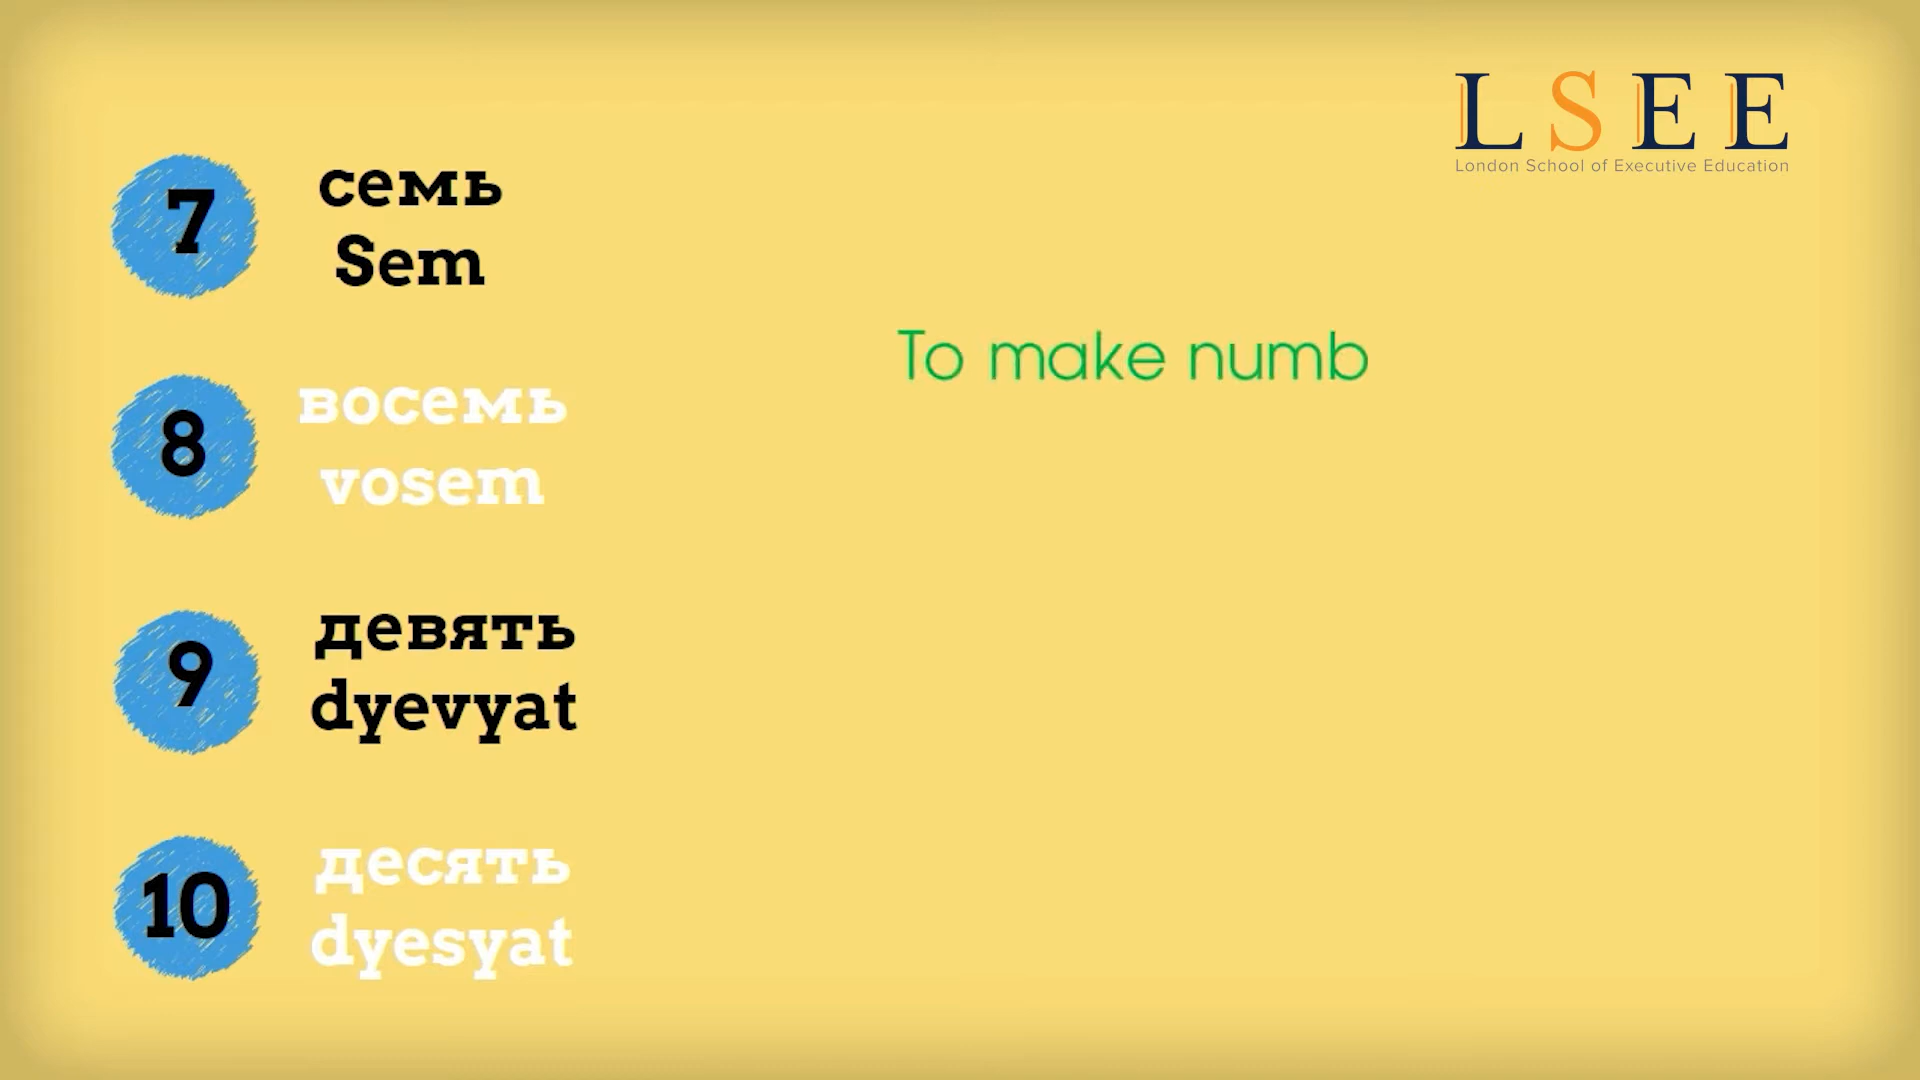 L S E E
London School of Executive Education
7
семь
Sem
To make numb
8
восемь
vosem
9
девять
dyevyat
10
десять
dyesyat